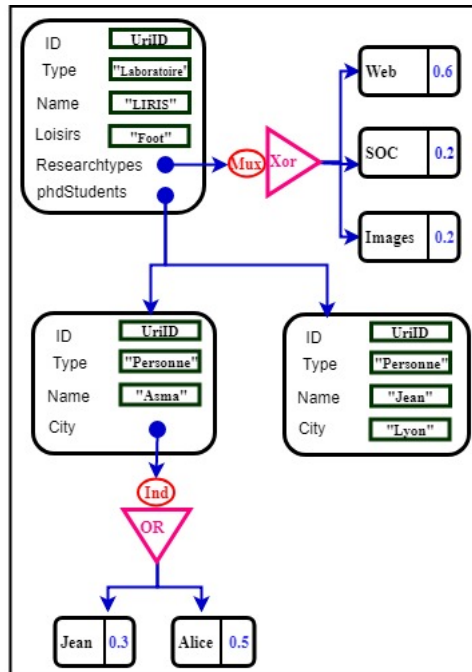 ID UriID
Type "Laboratoire"
Name "LIRIS"
Loisirs "Foot"
Researchtypes
phdStudents
Mux
Xor
Web 0.6
SOC 0.2
Images 0.2
ID UriID
Type "Personne"
Name "Asma"
City
ID UriID
Type "Personne"
Name "Jean"
City "Lyon"
Ind
OR
Jean 0.3
Alice 0.5